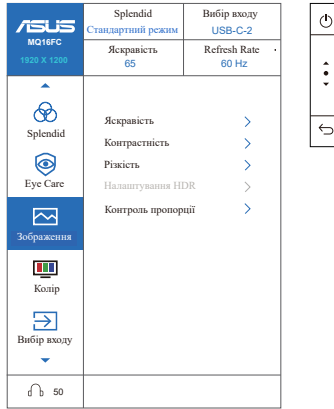 ASUS
MQ16FC
1920 X 1200
Splendid
Стандартний режим
Вибір входу
USB-C-2
Яскравість
65
Refresh Rate
60 Hz
Splendid
Eye Care
Зображення
Колір
Вибір входу
Яскравість
Контрастність
Різкість
Налаштування HDR
Контроль пропорції
50